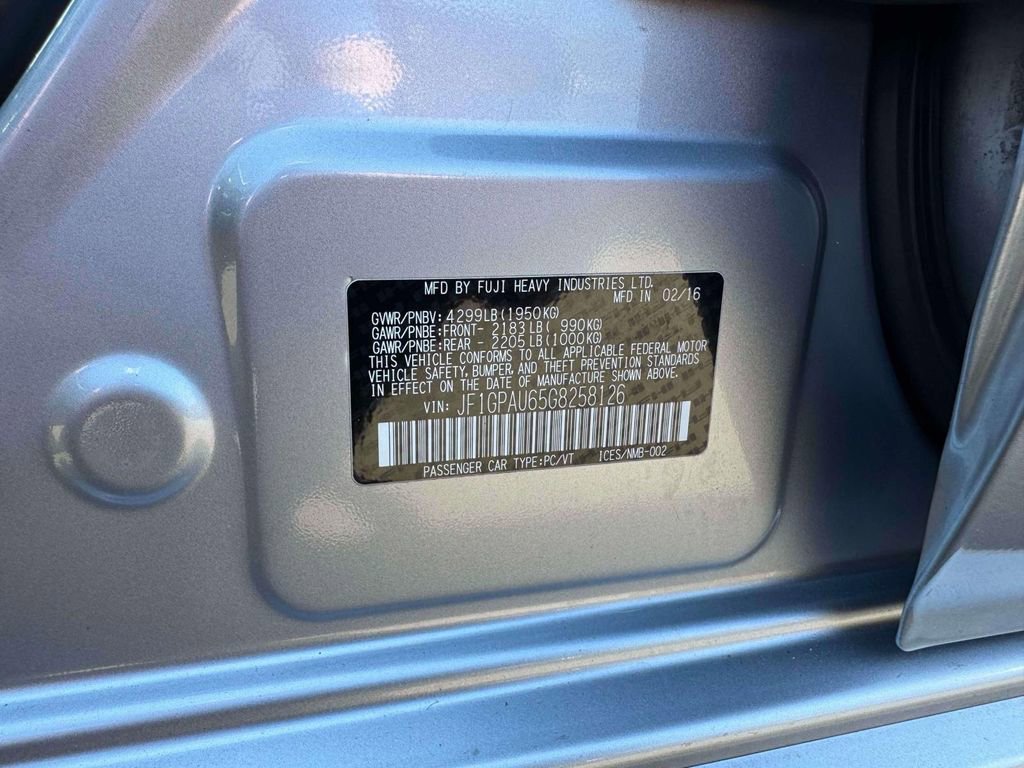 MFD BY FUJI HEAVY INDUSTRIES LTD.
MFD IN 02/16
GVWR/PNBV: 4299LB(1950KG)
GAWR/PNBE:FRONT- 2183LB( 990KG)
GAWR/PNBE:REAR - 2205LB(1000KG)
THIS VEHICLE CONFORMS TO ALL APPLICABLE FEDERAL MOTOR
VEHICLE SAFETY, BUMPER, AND THEFT PREVENTION STANDARDS
IN EFFECT ON THE DATE OF MANUFACTURE SHOWN ABOVE.
VIN: JF1GPAU65G8258126
PASSENGER CAR TYPE:PC/VT ICES/NMB-002